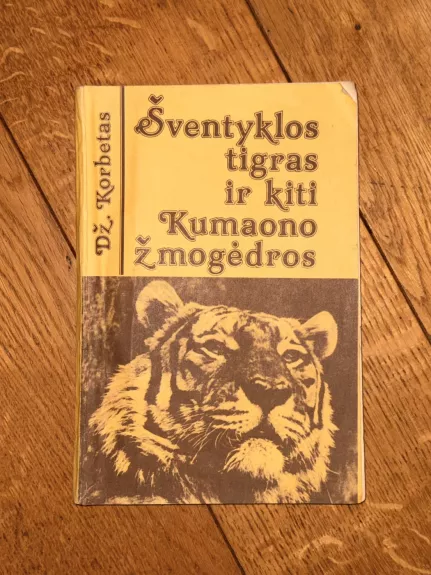 Dž. Korbetas
Šventyklos
tigras
ir kiti
Kumaono
žmogėdros